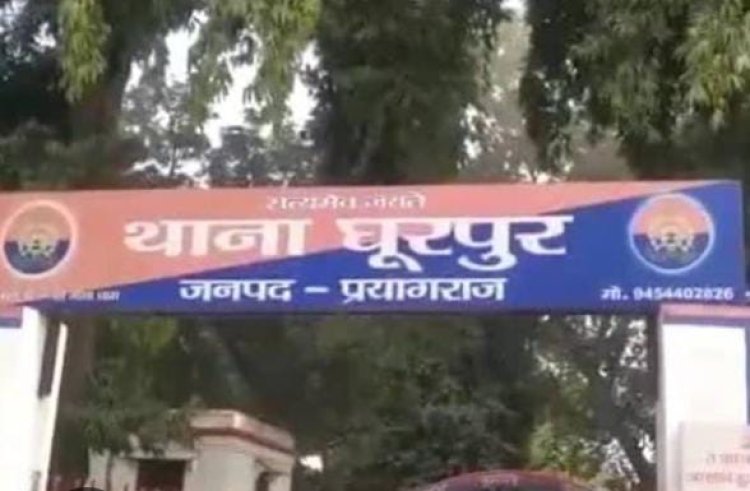 सत्यमेव जयते
थाना घूरपुर
जनपद - प्रयागराज
मो. 9454402826